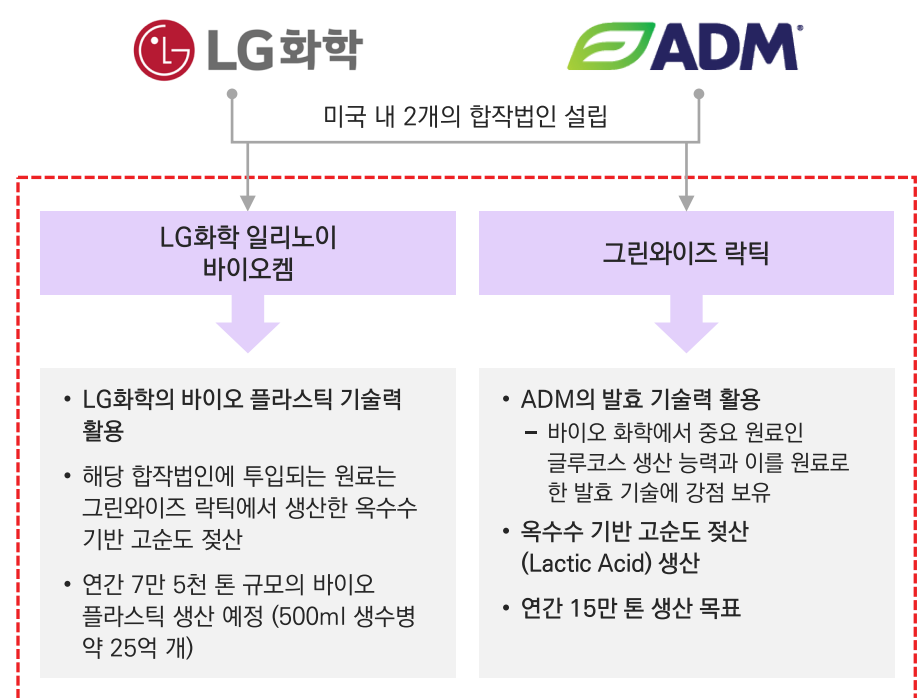 LG화학
ADM
미국 내 2개의 합작법인 설립
LG화학 일리노이
바이오켐
• LG화학의 바이오 플라스틱 기술력
활용
• 해당 합작법인에 투입되는 원료는
그린와이즈 락틱에서 생산한 옥수수
기반 고순도 젖산
• 연간 7만 5천 톤 규모의 바이오
플라스틱 생산 예정 (500ml 생수병
약 25억 개)
그린와이즈 락틱
• ADM의 발효 기술력 활용
– 바이오 화학에서 중요 원료인
글루코스 생산 능력과 이를 원료로
한 발효 기술에 강점 보유
• 옥수수 기반 고순도 젖산
(Lactic Acid) 생산
• 연간 15만 톤 생산 목표